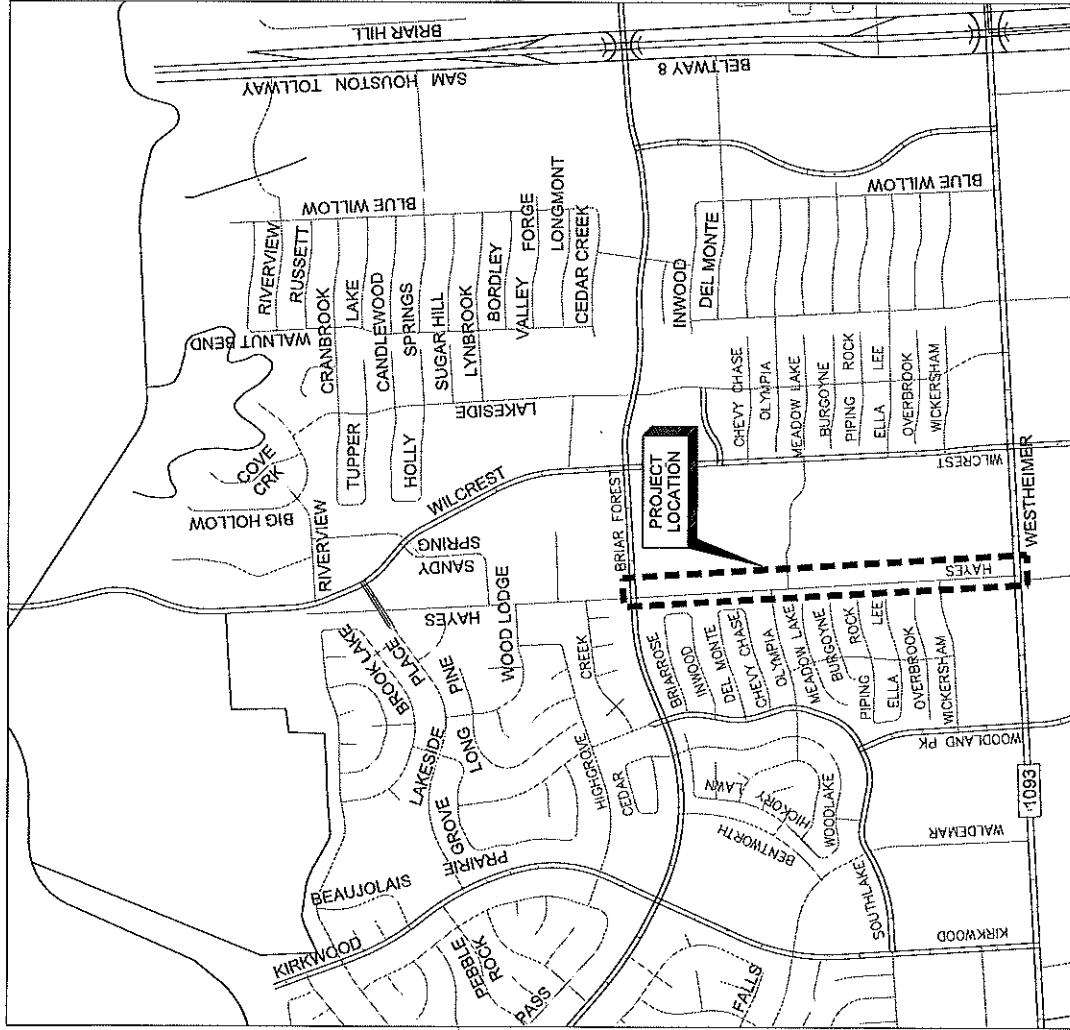 BRIAR HILL
SAM HOUSTON TOLLWAY
BELTWAY 8
BLUE WILLOW
RIVERVIEW
RUSSETT
WALNUT BEND
CRANBROOK
LAKE
CANDLEWOOD
SPRINGS
SUGAR HILL
LYNBROOK
BORDLEY
VALLEY FORGE
LONGMONT
CEDAR CREEK
BLUE WILLOW
INWOOD
DEL MONTE
COVE
CRK
BIG HOLLOW
RIVERVIEW
TUPPER
HOLLY
LAKESIDE
WILCREST
SANDY SPRING
CHEVY CHASE
OLYMPIA
MEADOW LAKE
BURGOYNE
PIPING ROCK
ELLA LEE
OVERBROOK
WICKERSHAM
WILCREST
BRIAR FOREST
PROJECT
LOCATION
HAYES
WESTHEIMER
HAYES
WOOD LODGE
BROOK LAKE
PLACE
LAKESIDE
LONG PINE
GROVE
PRAIRIE
HIGHGROVE
CEDAR CREEK
BRIARROSE
INWOOD
DEL MONTE
CHEVY CHASE
OLYMPIA
MEADOW LAKE
BURGOYNE
PIPING ROCK
ELLA LEE
OVERBROOK
WICKERSHAM
WOODLAND PK
1093
LAWN
HICKORY
WOODLAKE
BENTWORTH
SOUTHLAKE
WALDEMAR
BEAUJOLAIS
KIRKWOOD
PEBBLE
ROCK
PASS
FALLS
KIRKWOOD